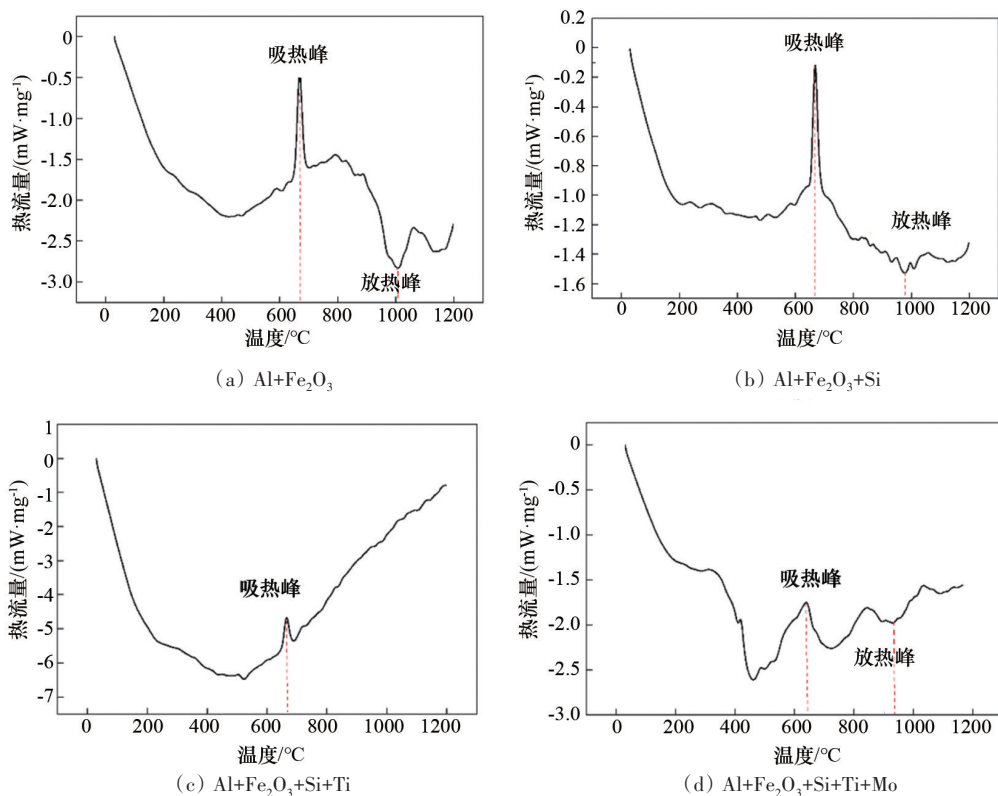 0
-0.5
-1.0
-1.5
-2.0
-2.5
-3.0
热流量/(mW·mg⁻¹)
吸热峰
放热峰
0 200 400 600 800 1000 1200
温度/℃
(a) Al+Fe₂O₃
0.2
0
-0.2
-0.4
-0.6
-0.8
-1.0
-1.2
-1.4
-1.6
热流量/(mW·mg⁻¹)
吸热峰
放热峰
0 200 400 600 800 1000 1200
温度/℃
(b) Al+Fe₂O₃+Si
1
0
-1
-2
-3
-4
-5
-6
-7
热流量/(mW·mg⁻¹)
吸热峰
0 200 400 600 800 1000 1200
温度/℃
(c) Al+Fe₂O₃+Si+Ti
0
-0.5
-1.0
-1.5
-2.0
-2.5
-3.0
热流量/(mW·mg⁻¹)
吸热峰
放热峰
0 200 400 600 800 1000 1200
温度/℃
(d) Al+Fe₂O₃+Si+Ti+Mo